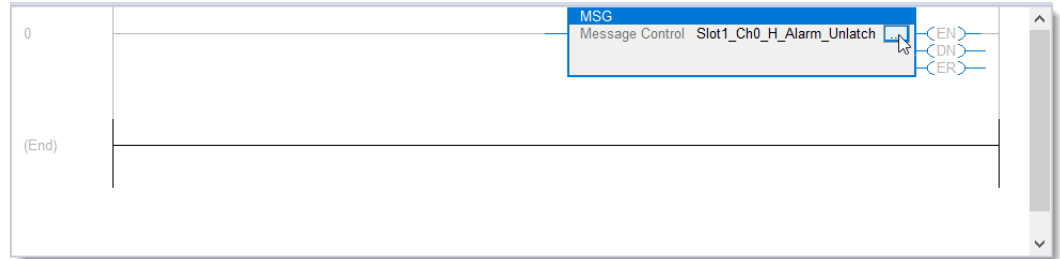 MSG
0
Message Control Slot1_Ch0_H_Alarm_Unlatch ...
EN
DN
ER
(End)